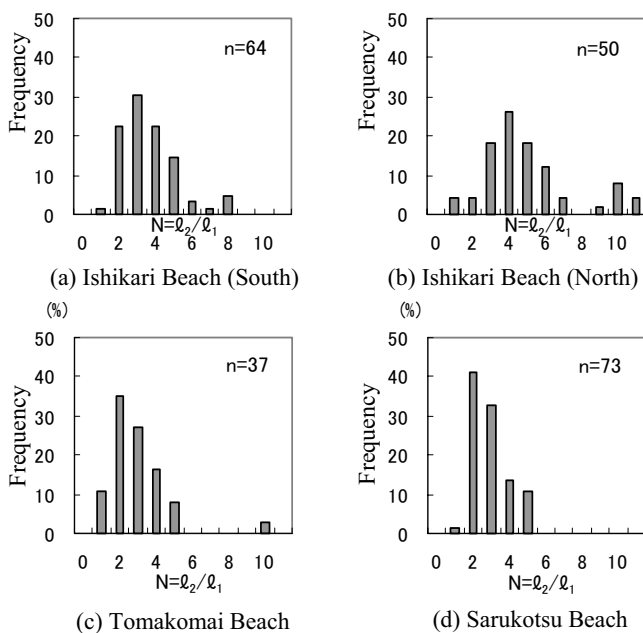 50
40
30
20
10
0
Frequency
n=64
0 2 4 6 8 10
N=ℓ₂/ℓ₁
(a) Ishikari Beach (South)
50
40
30
20
10
0
Frequency
n=50
0 2 4 6 8 10
N=ℓ₂/ℓ₁
(b) Ishikari Beach (North)
(%)
50
40
30
20
10
0
Frequency
n=37
0 2 4 6 8 10
N=ℓ₂/ℓ₁
(c) Tomakomai Beach
(%)
50
40
30
20
10
0
Frequency
n=73
0 2 4 6 8 10
N=ℓ₂/ℓ₁
(d) Sarukotsu Beach